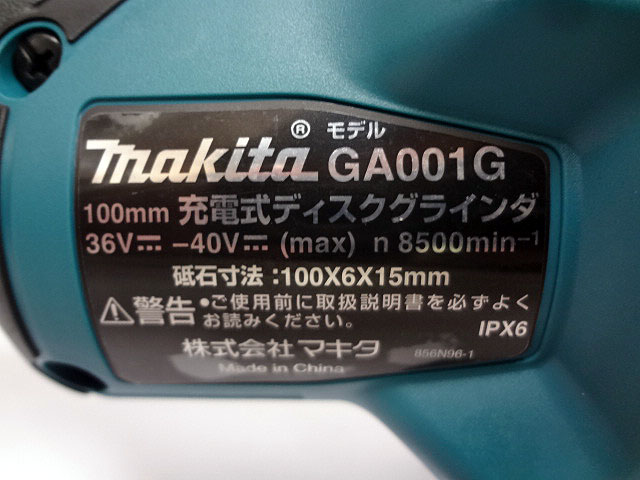 モデル
makita® GA001G
100mm 充電式ディスクグラインダ
36V⎓ –40V⎓ (max) n 8500min⁻¹
砥石寸法:100X6X15mm
⚠警告 •ご使用前に取扱説明書を必ずよく
お読みください。
IPX6
株式会社 マキタ 856N96-1
Made in China